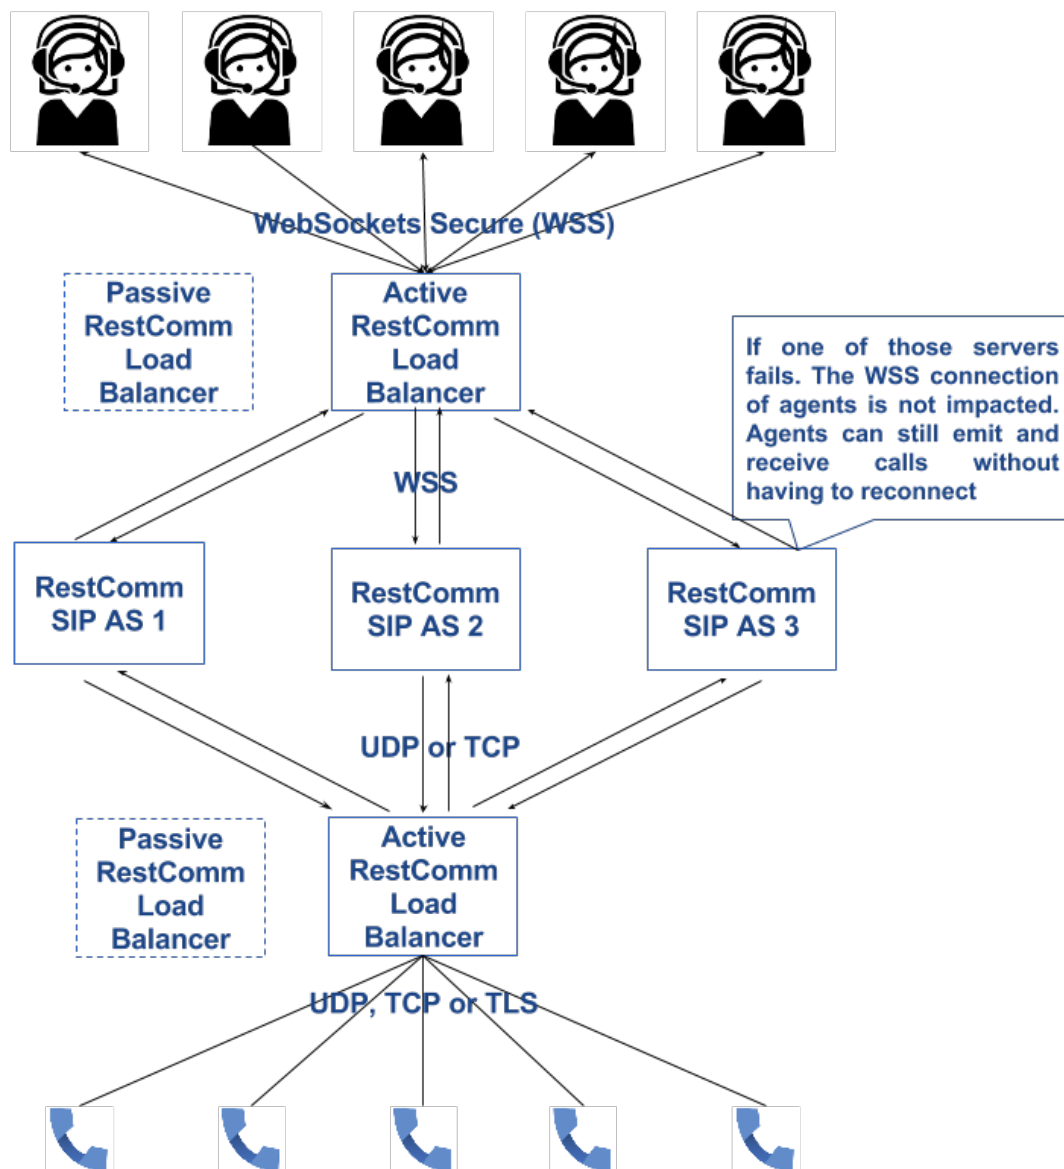 WebSockets Secure (WSS)
Passive
RestComm
Load
Balancer
Active
RestComm
Load
Balancer
If one of those servers
fails. The WSS connection
of agents is not impacted.
Agents can still emit and
receive calls without
having to reconnect
WSS
RestComm
SIP AS 1
RestComm
SIP AS 2
RestComm
SIP AS 3
UDP or TCP
Passive
RestComm
Load
Balancer
Active
RestComm
Load
Balancer
UDP, TCP or TLS